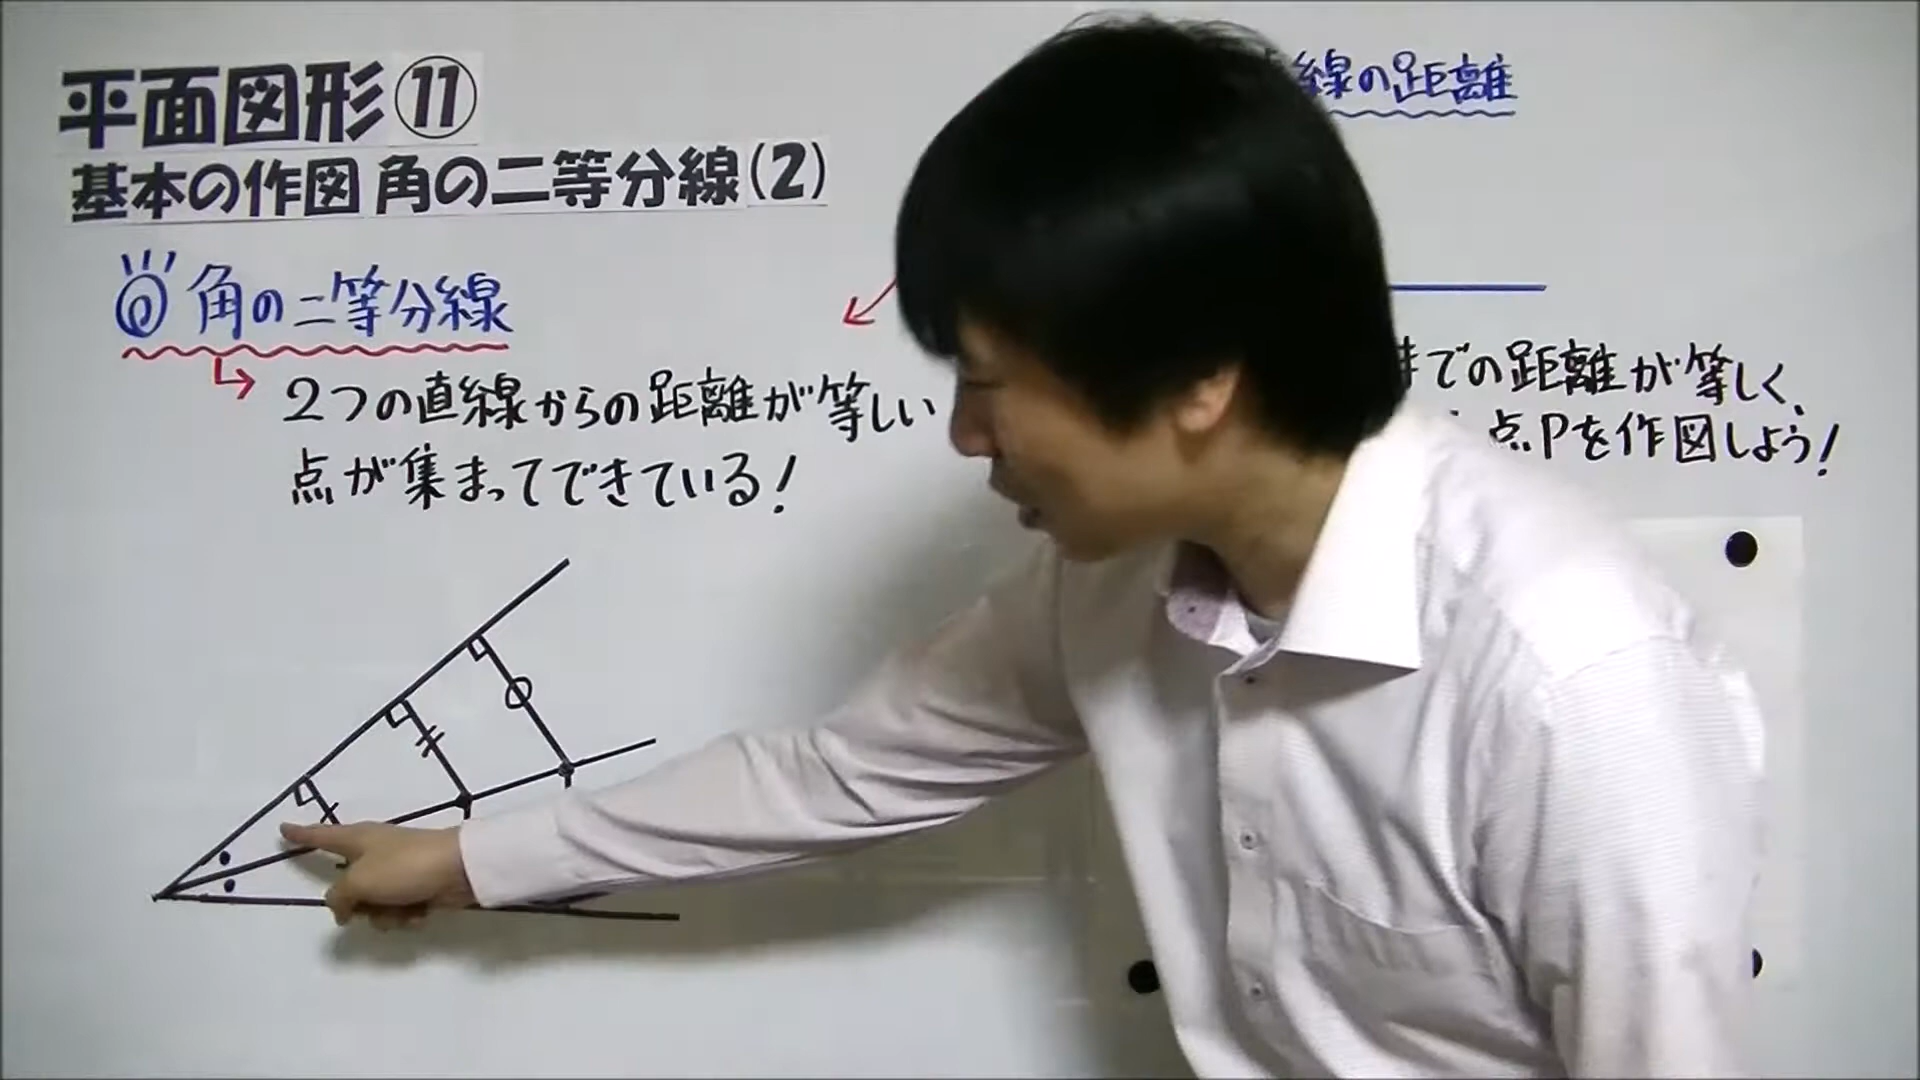 平面図形⑪
基本の作図 角の二等分線(2)
角の二等分線
2つの直線からの距離が等しい
点が集まってできている!
線の距離
までの距離が等しく、
点Pを作図しよう!